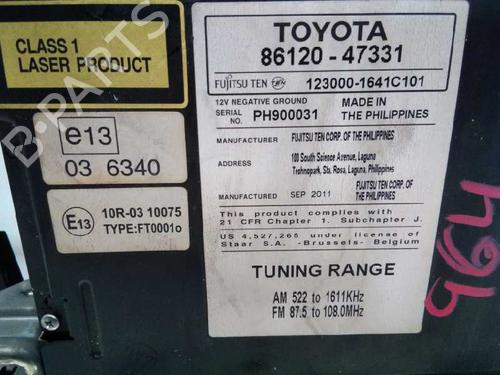 CLASS 1
LASER PRODUCT
e13
03 6340
E13
10R-03 10075
TYPE:FT0001o
TOYOTA
86120-47331
FUJITSU TEN
123000-1641C101
12V NEGATIVE GROUND
SERIAL NO.
PH900031
MADE IN
THE PHILIPPINES
MANUFACTURER
FUJITSU TEN CORP. OF THE PHILIPPINES
ADDRESS
100 South Science Avenue, Laguna
Technopark, Sta. Rosa, Laguna, Philippines
MANUFACTURED
SEP 2011
FUJITSU TEN CORP. OF
THE PHILIPPINES
This product complies with
21 CFR Chapter 1. Subchapter J.
US 4,527,265 under license of
Staar S.A. -Brussels- Belgium
TUNING RANGE
AM 522 to 1611KHz
FM 87.5 to 108.0MHz
964
B-PARTS